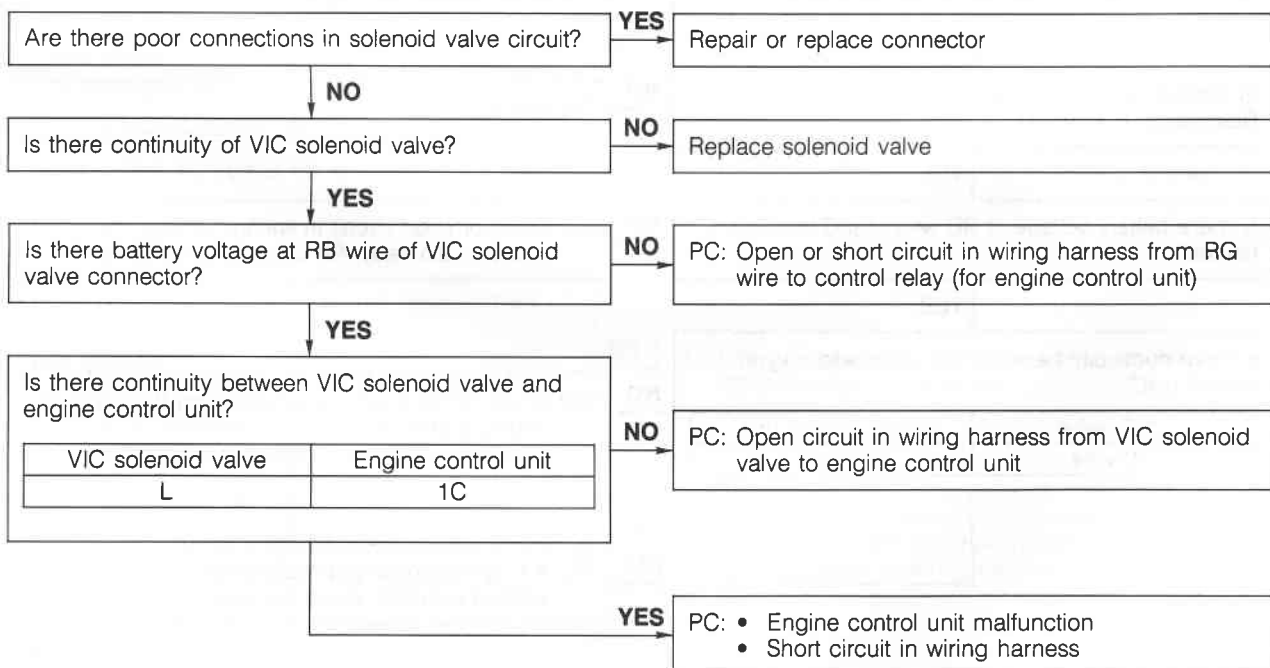 Are there poor connections in solenoid valve circuit?
YES
Repair or replace connector
NO
Is there continuity of VIC solenoid valve?
NO
Replace solenoid valve
YES
Is there battery voltage at RB wire of VIC solenoid
valve connector?
NO
PC: Open or short circuit in wiring harness from RG
wire to control relay (for engine control unit)
YES
Is there continuity between VIC solenoid valve and
engine control unit?
VIC solenoid valve Engine control unit
L 1C
NO
PC: Open circuit in wiring harness from VIC solenoid
valve to engine control unit
YES
PC: • Engine control unit malfunction
• Short circuit in wiring harness